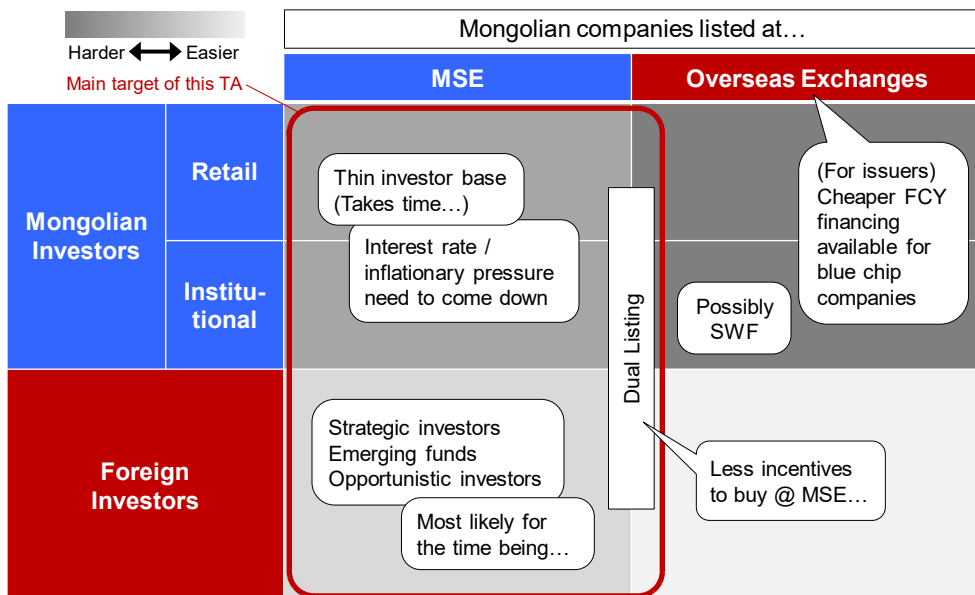 Harder
Easier
Main target of this TA
Mongolian companies listed at…
MSE
Overseas Exchanges
Mongolian
Investors
Retail
Institu-
tional
Thin investor base
(Takes time…)
Interest rate /
inflationary pressure
need to come down
Dual Listing
(For issuers)
Cheaper FCY
financing
available for
blue chip
companies
Possibly
SWF
Foreign
Investors
Strategic investors
Emerging funds
Opportunistic investors
Most likely for
the time being…
Less incentives
to buy @ MSE…